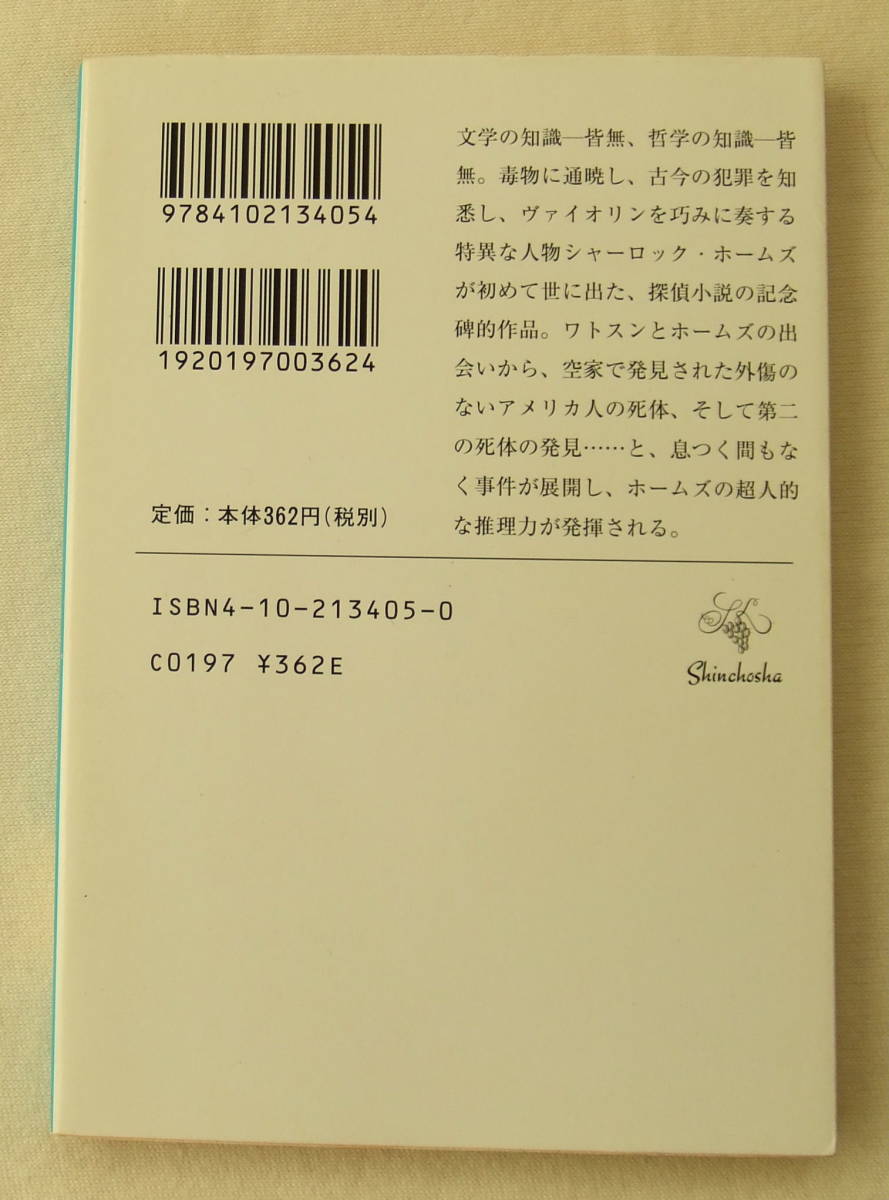 9784102134054
1920197003624
定価：本体362円(税別)
文学の知識―皆無、哲学の知識―皆
無。毒物に通暁し、古今の犯罪を知
悉し、ヴァイオリンを巧みに奏する
特異な人物シャーロック・ホームズ
が初めて世に出た、探偵小説の記念
碑的作品。ワトスンとホームズの出
会いから、空家で発見された外傷の
ないアメリカ人の死体、そして第二
の死体の発見……と、息つく間もな
く事件が展開し、ホームズの超人的
な推理力が発揮される。
ISBN4-10-213405-0
C0197 ¥362E
Shinchosha